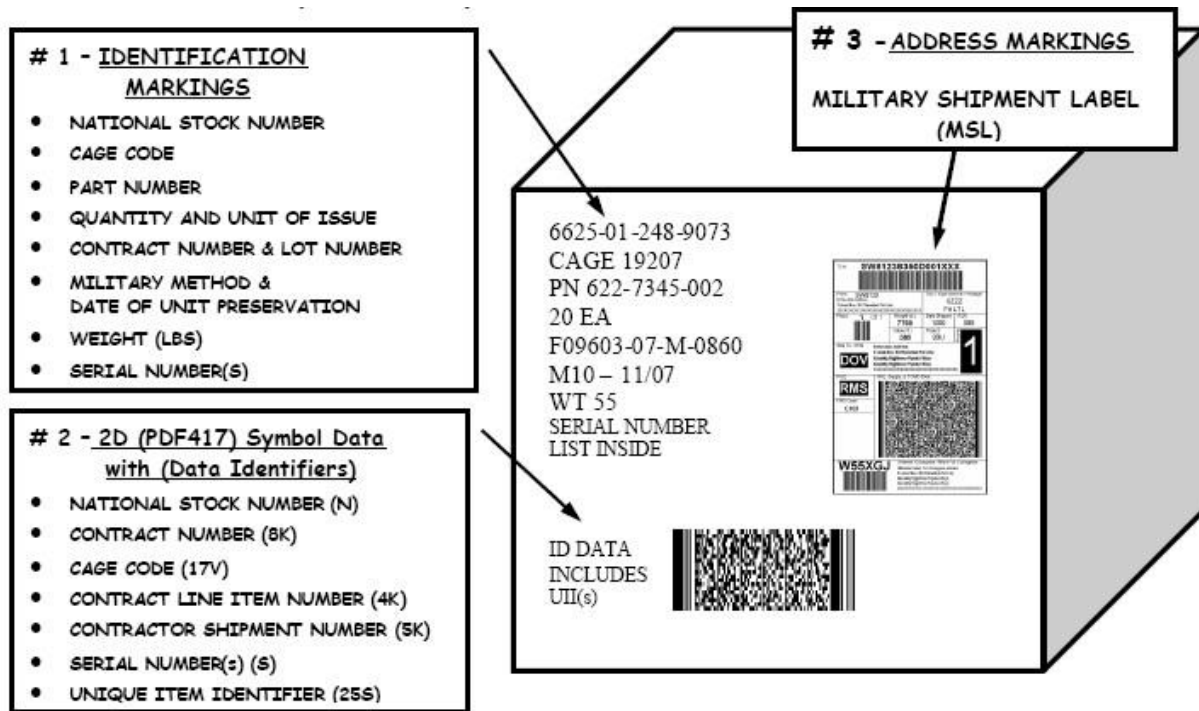 # 1 - IDENTIFICATION
MARKINGS
• NATIONAL STOCK NUMBER
• CAGE CODE
• PART NUMBER
• QUANTITY AND UNIT OF ISSUE
• CONTRACT NUMBER & LOT NUMBER
• MILITARY METHOD &
DATE OF UNIT PRESERVATION
• WEIGHT (LBS)
• SERIAL NUMBER(S)
# 2 - 2D (PDF417) Symbol Data
with (Data Identifiers)
• NATIONAL STOCK NUMBER (N)
• CONTRACT NUMBER (8K)
• CAGE CODE (17V)
• CONTRACT LINE ITEM NUMBER (4K)
• CONTRACTOR SHIPMENT NUMBER (5K)
• SERIAL NUMBER(s) (S)
• UNIQUE ITEM IDENTIFIER (25S)
# 3 - ADDRESS MARKINGS
MILITARY SHIPMENT LABEL
(MSL)
6625-01-248-9073
CAGE 19207
PN 622-7345-002
20 EA
F09603-07-M-0860
M10 – 11/07
WT 55
SERIAL NUMBER
LIST INSIDE
ID DATA
INCLUDES
UII(s)
DOV
1
RMS
W55XGJ